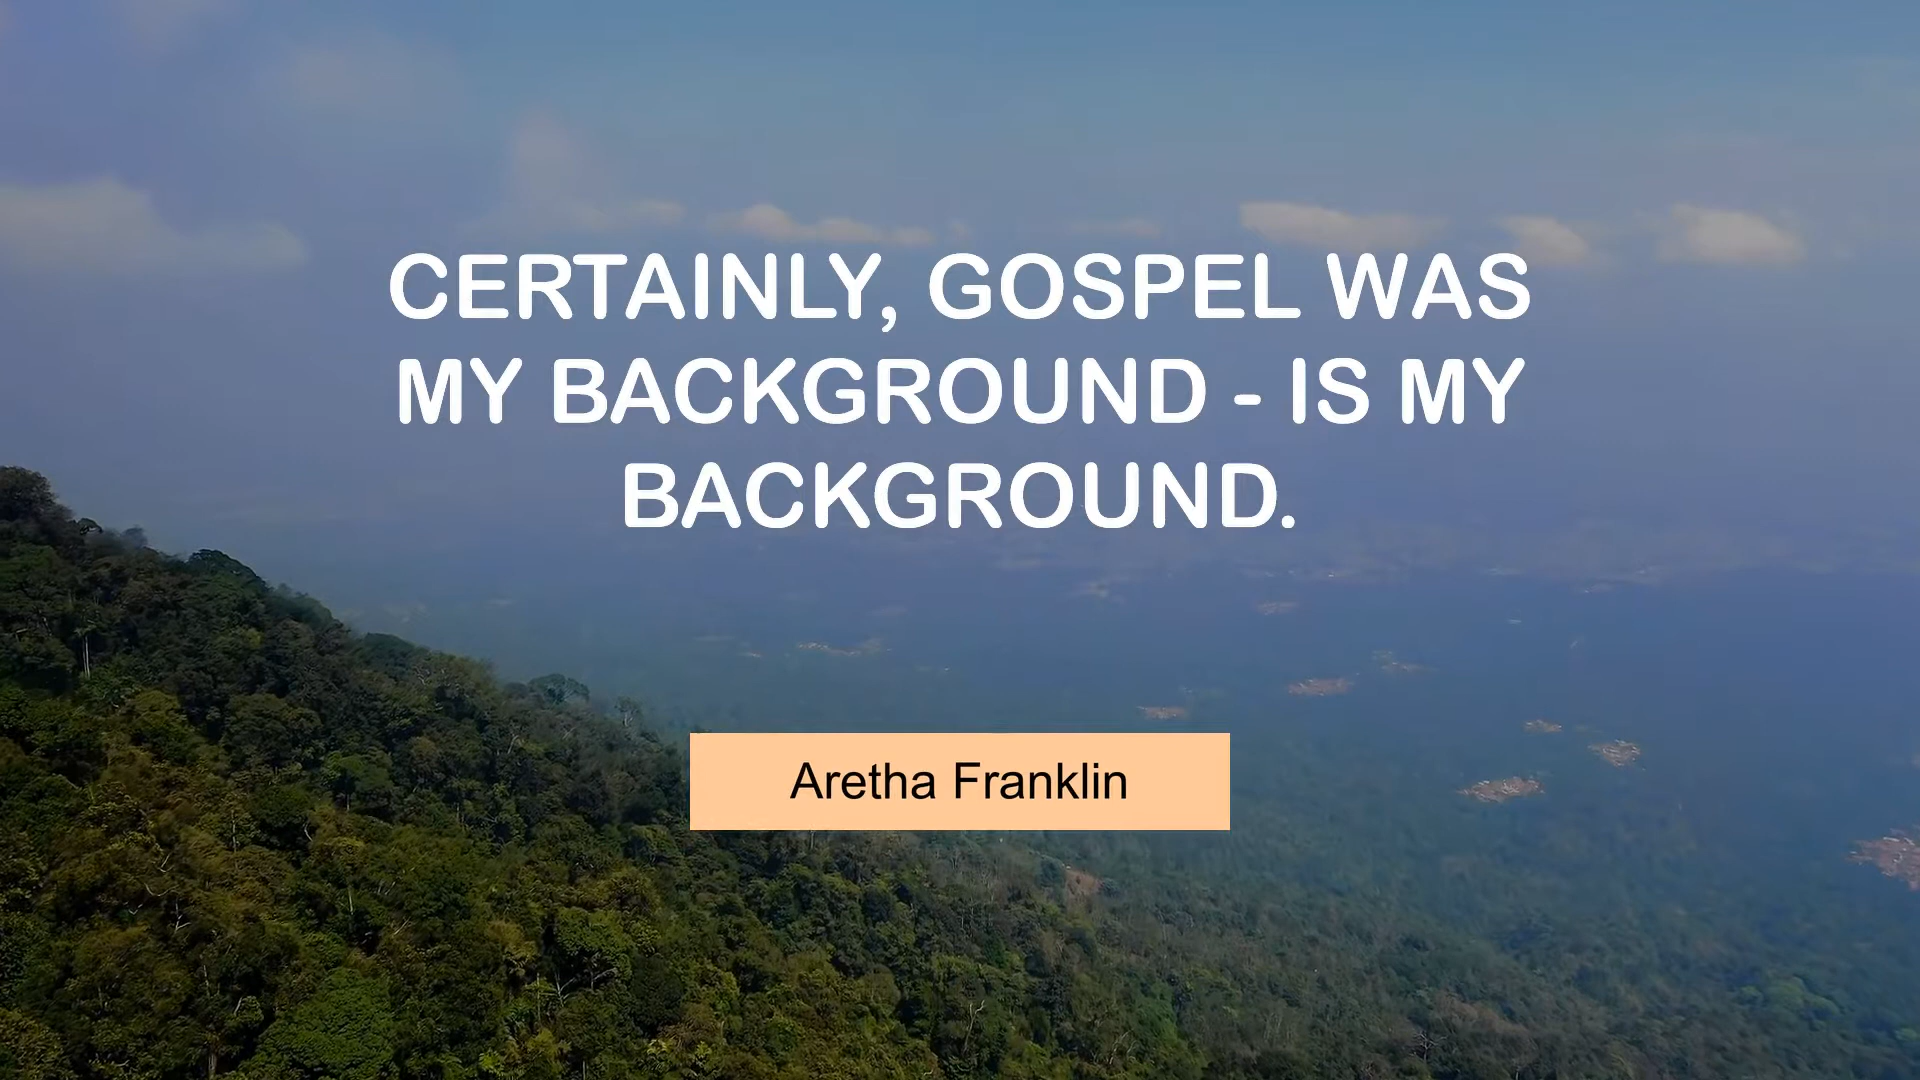 CERTAINLY, GOSPEL WAS
MY BACKGROUND - IS MY
BACKGROUND.
Aretha Franklin